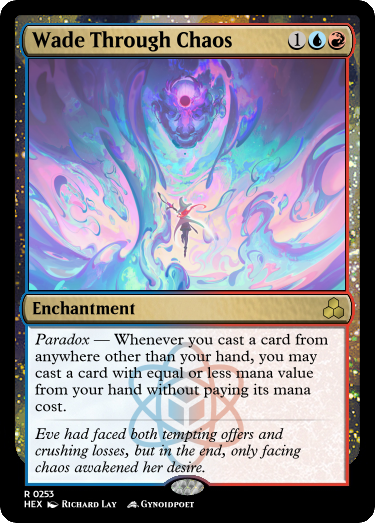 Wade Through Chaos 1
Enchantment
Paradox — Whenever you cast a card from
anywhere other than your hand, you may
cast a card with equal or less mana value
from your hand without paying its mana
cost.
Eve had faced both tempting offers and
crushing losses, but in the end, only facing
chaos awakened her desire.
R 0253
HEX Richard Lay Gynoidpoet